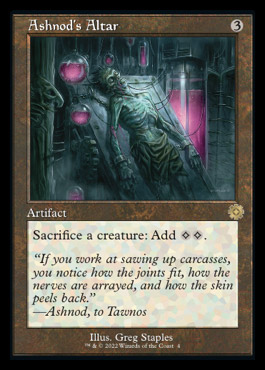 Ashnod's Altar 3
Artifact
Sacrifice a creature: Add ◇◇.
“If you work at sawing up carcasses,
you notice how the joints fit, how the
nerves are arrayed, and how the skin
peels back.”
—Ashnod, to Tawnos
Illus. Greg Staples
™ & © 2022 Wizards of the Coast 4